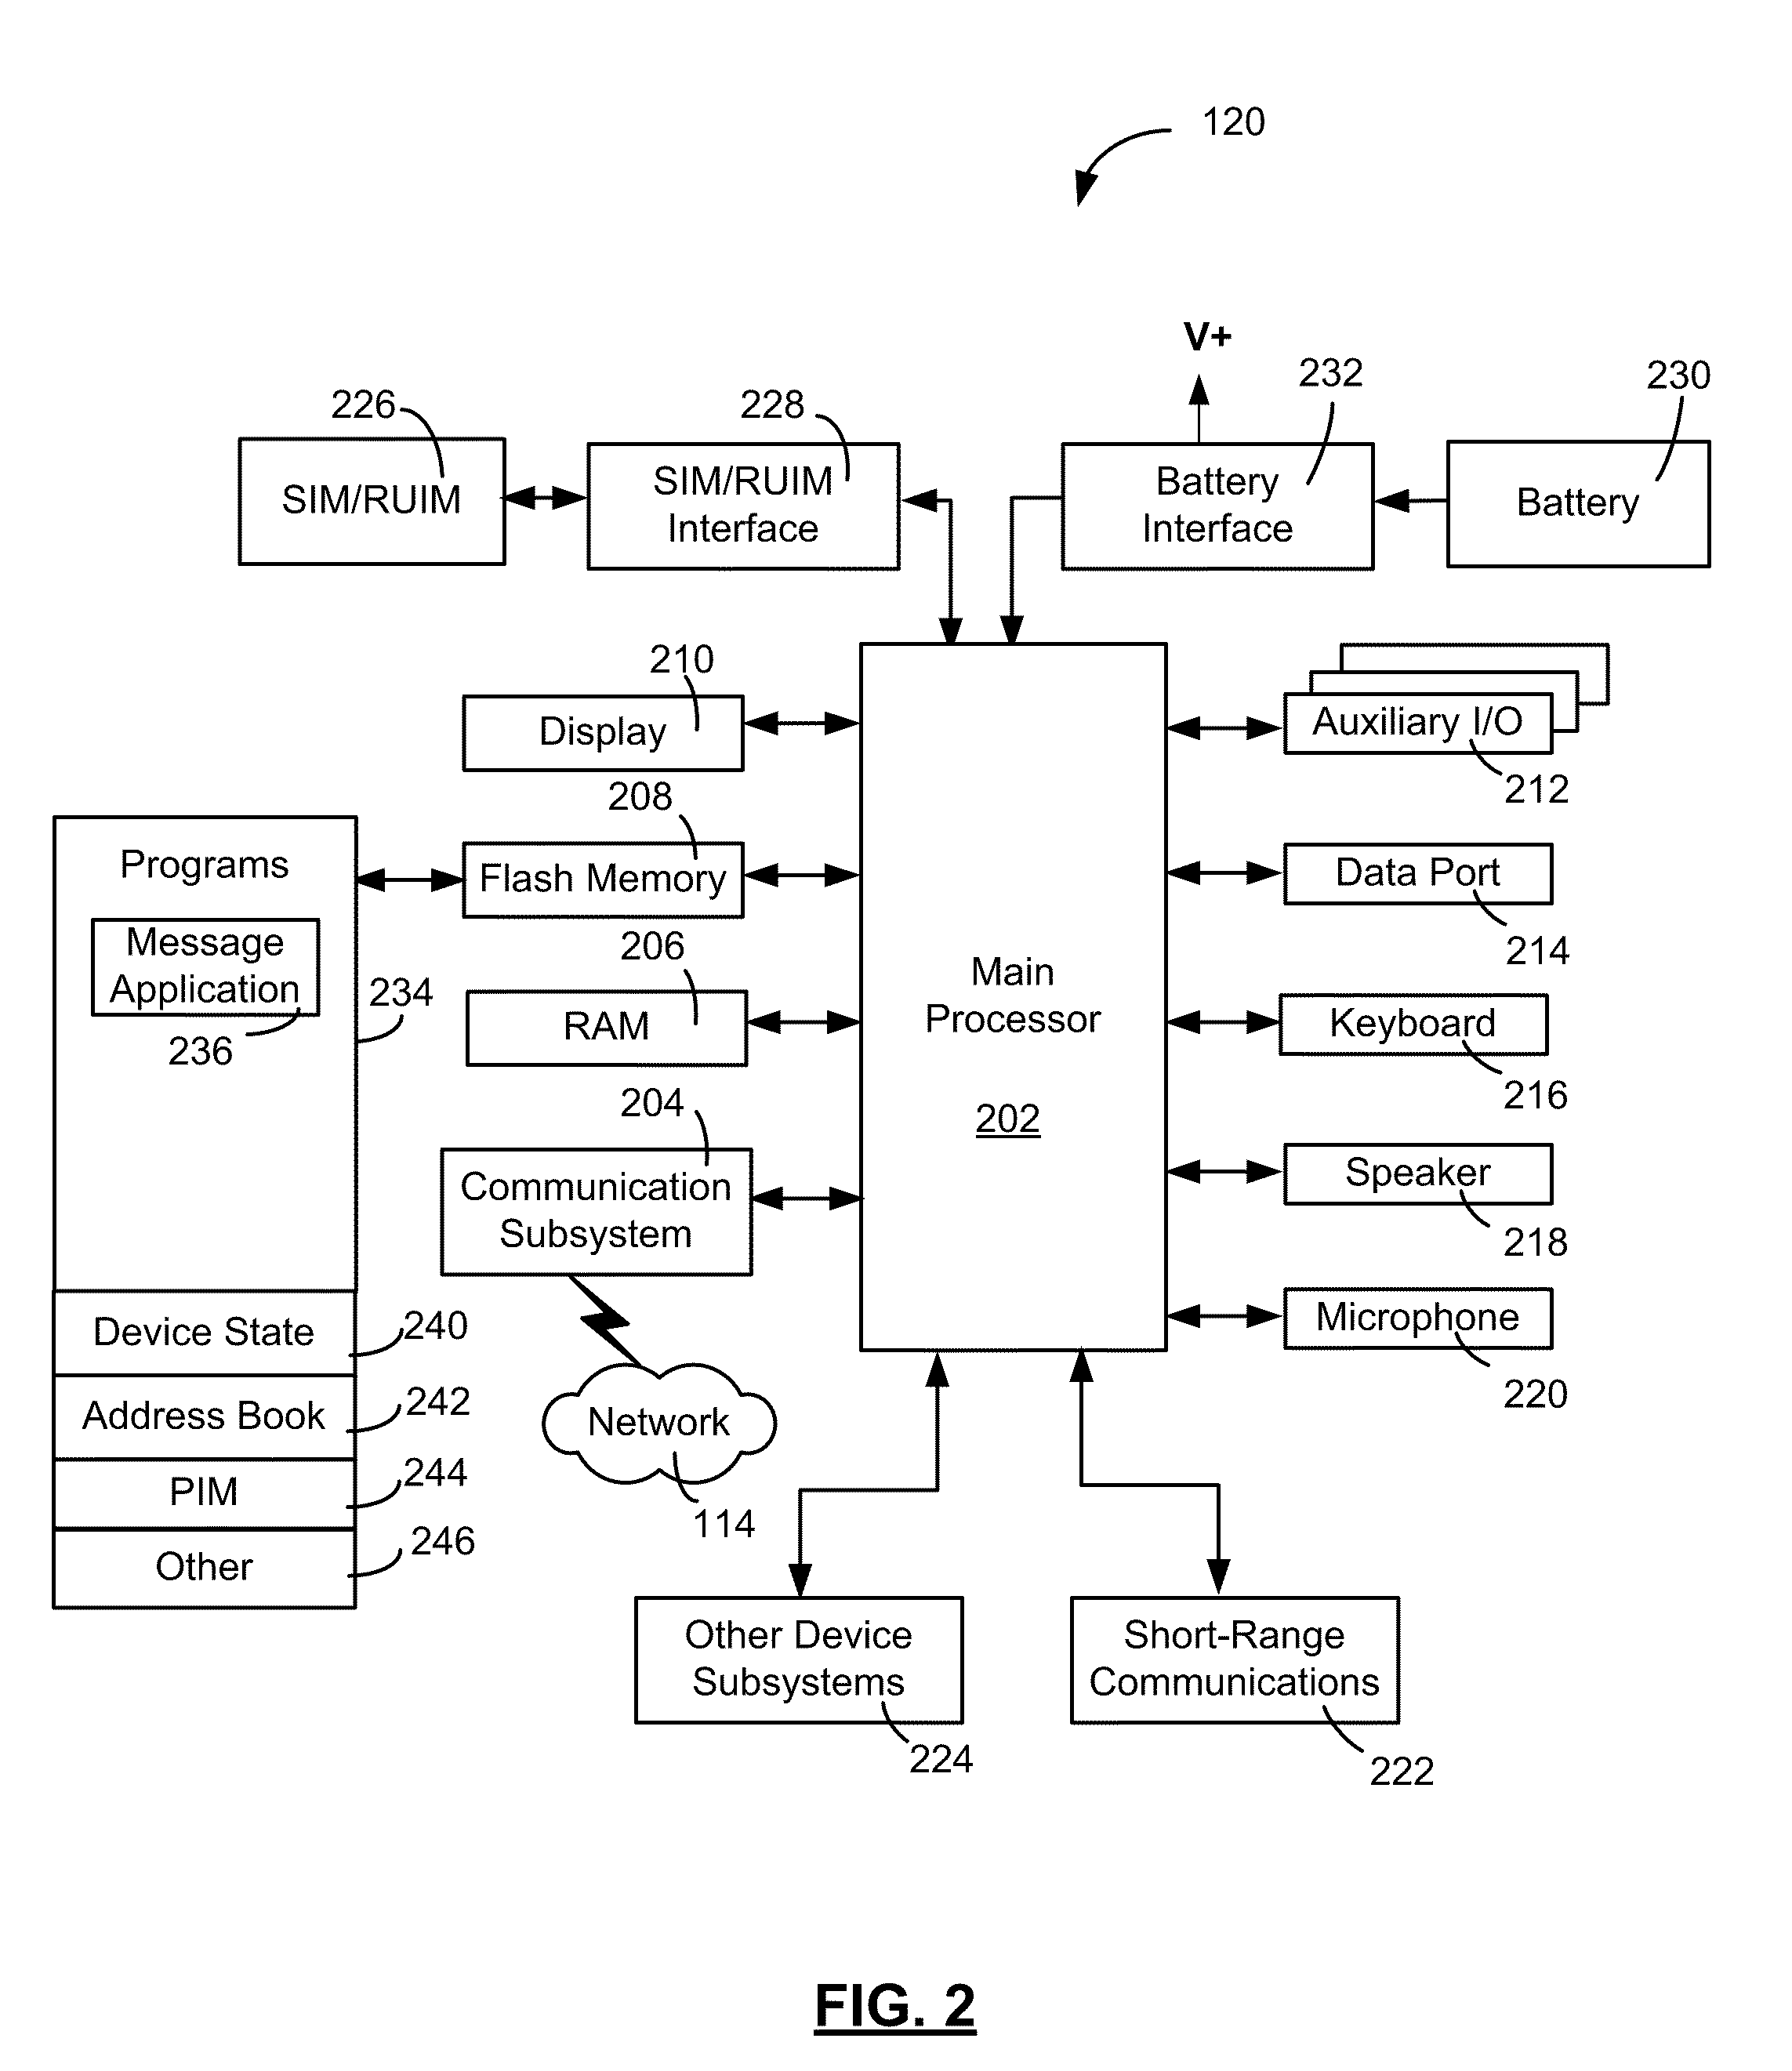 120
V+
226
228
232
230
SIM/RUIM
SIM/RUIM
Interface
Battery
Interface
Battery
210
Display
Auxiliary I/O
212
208
Programs
Flash Memory
Data Port
214
Message
Application
236
234
206
RAM
Main
Processor
202
Keyboard
216
204
Communication
Subsystem
Speaker
218
Device State
240
Microphone
220
Address Book
242
Network
114
PIM
244
Other
246
Other Device
Subsystems
224
Short-Range
Communications
222
FIG. 2